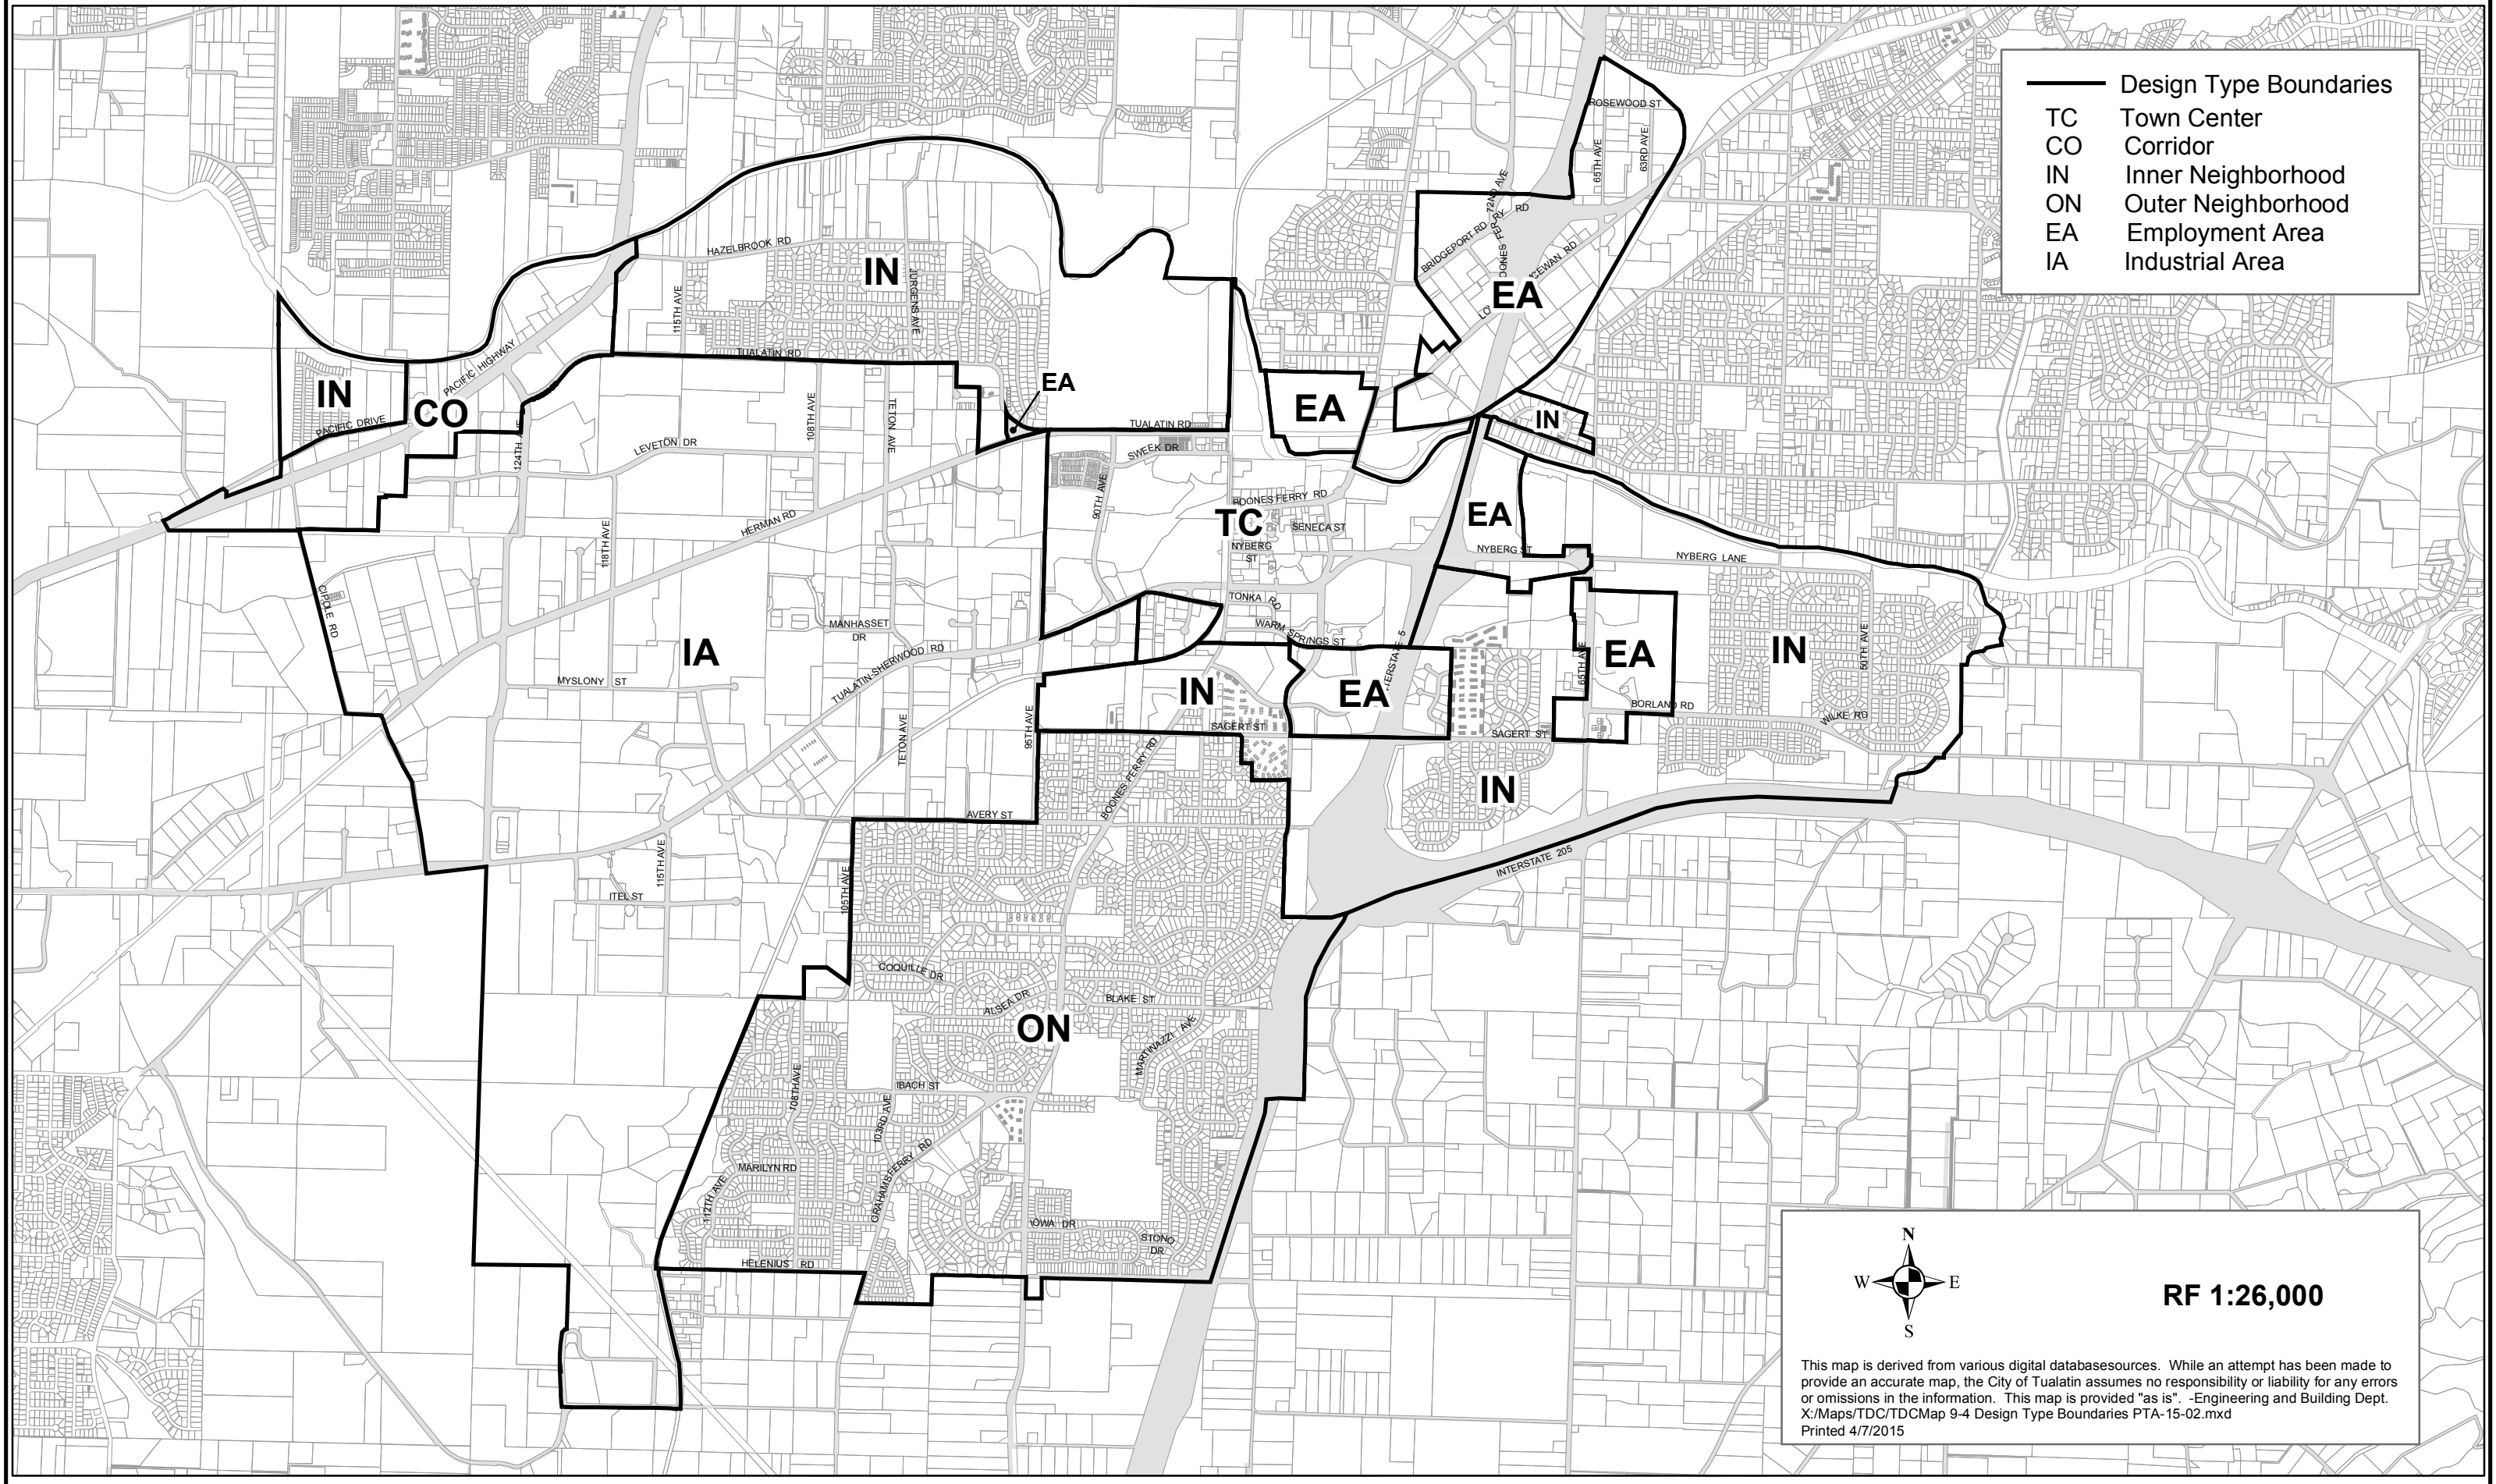 Design Type Boundaries
TC Town Center
CO Corridor
IN Inner Neighborhood
ON Outer Neighborhood
EA Employment Area
IA Industrial Area
ROSEWOOD ST
65TH AVE
63RD AVE
72ND AVE
BRIDGEPORT RD
RD
HAZELBROOK RD
IN
JURGENS AVE
115TH AVE
EA
TUALATIN RD
PACIFIC HIGHWAY
IN
CO
PACIFIC DRIVE
EA
EA
IN
TUALATIN RD
SWEEK DR
108TH AVE
TETON AVE
LEVETON DR
124TH AVE
90TH AVE
BOONES FERRY RD
TC
SENECA ST
EA
HERMAN RD
118TH AVE
NYBERG
ST
NYBERG ST
NYBERG LANE
CIPOLE RD
TONKA RD
MANHASSET
DR
WARM SPRINGS ST
IA
TUALATIN-SHERWOOD RD
INTERSTATE 5
EA
IN
50TH AVE
65TH AVE
MYSLONY ST
IN
EA
BORLAND RD
WILKE RD
TETON AVE
95TH AVE
SAGERT ST
SAGERT ST
BOONES FERRY RD
IN
AVERY ST
INTERSTATE 205
115TH AVE
105TH AVE
ITEL ST
COQUILLE DR
ALSEA DR
BLAKE ST
ON
MARTINAZZI AVE
108TH AVE
IBACH ST
103RD AVE
GRAHAMS FERRY RD
MARILYN RD
112TH AVE
IOWA DR
STONO
DR
HELENIUS RD
N
W E
S
RF 1:26,000
This map is derived from various digital databasesources. While an attempt has been made to
provide an accurate map, the City of Tualatin assumes no responsibility or liability for any errors
or omissions in the information. This map is provided "as is". -Engineering and Building Dept.
X:/Maps/TDC/TDCMap 9-4 Design Type Boundaries PTA-15-02.mxd
Printed 4/7/2015